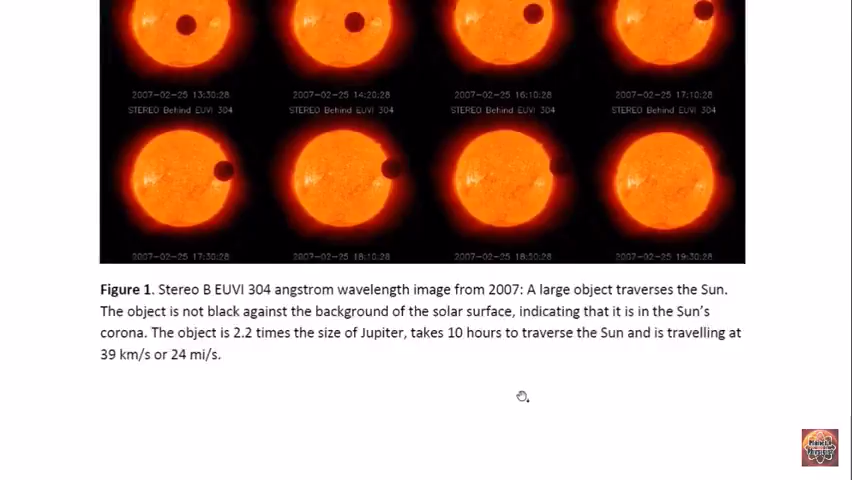 2007-02-25 13:30:28
2007-02-25 14:20:28
2007-02-25 16:10:28
2007-02-25 17:10:28
STEREO Behind EUVI 304
STEREO Behind EUVI 304
STEREO Behind EUVI 304
STEREO Behind EUVI 304
2007-02-25 17:30:28
2007-02-25 18:10:28
2007-02-25 18:50:28
2007-02-25 19:30:28
Figure 1. Stereo B EUVI 304 angstrom wavelength image from 2007: A large object traverses the Sun.
The object is not black against the background of the solar surface, indicating that it is in the Sun's
corona. The object is 2.2 times the size of Jupiter, takes 10 hours to traverse the Sun and is travelling at
39 km/s or 24 mi/s.